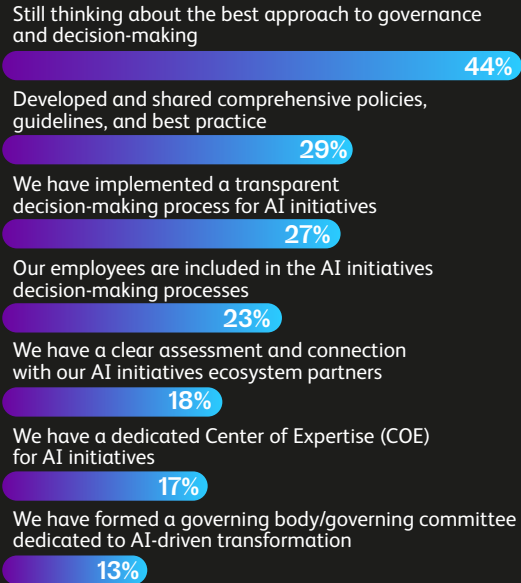 Still thinking about the best approach to governance
and decision-making
44%
Developed and shared comprehensive policies,
guidelines, and best practice
29%
We have implemented a transparent
decision-making process for AI initiatives
27%
Our employees are included in the AI initiatives
decision-making processes
23%
We have a clear assessment and connection
with our AI initiatives ecosystem partners
18%
We have a dedicated Center of Expertise (COE)
for AI initiatives
17%
We have formed a governing body/governing committee
dedicated to AI-driven transformation
13%